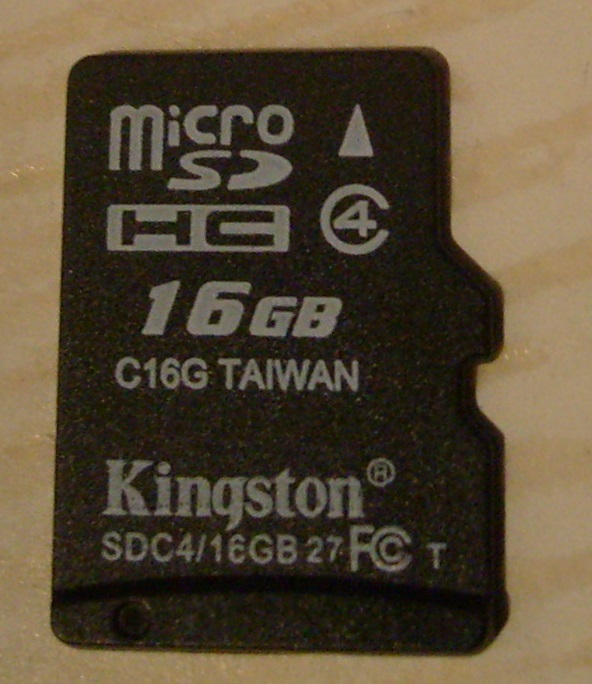 micro
SD
HC 4
16GB
C16G TAIWAN
Kingston®
SDC4/16GB 27 FC T